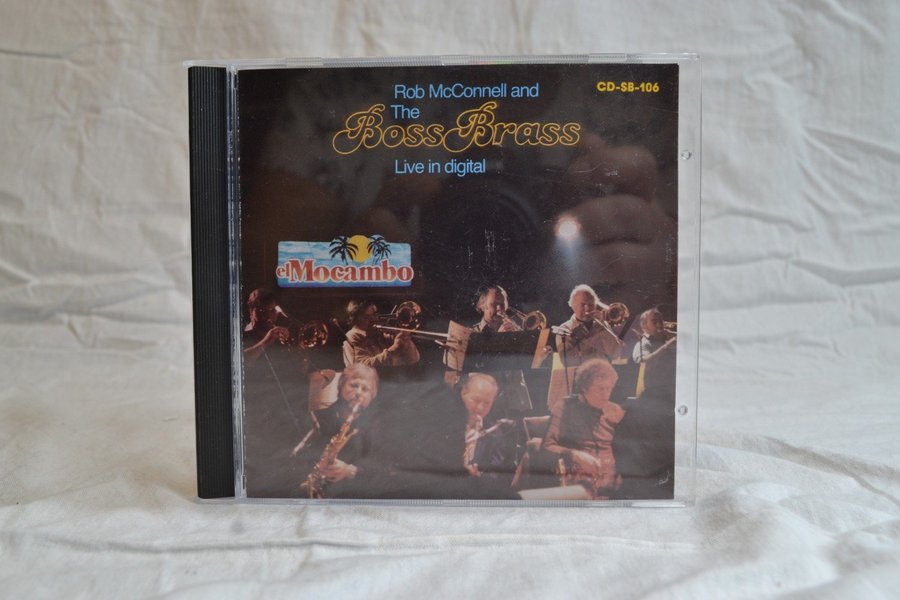 Rob McConnell and
The
Boss Brass
Live in digital
CD-SB-106
el Mocambo